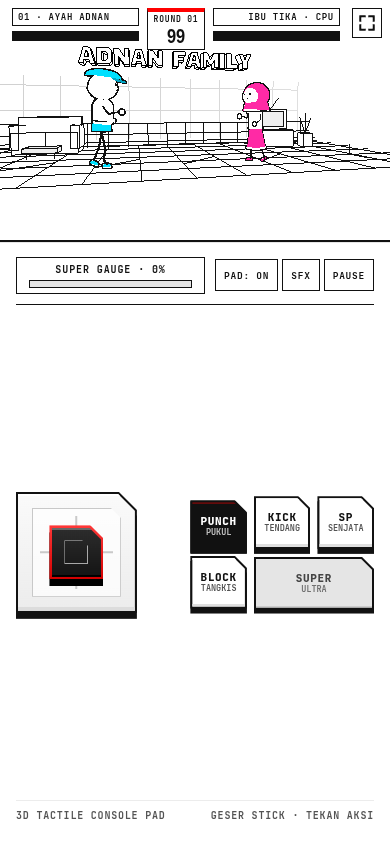 01 · AYAH ADNAN
ROUND 01
99
IBU TIKA · CPU
ADNAN FAMILY
SUPER GAUGE · 0%
PAD: ON
SFX
PAUSE
PUNCH
PUKUL
KICK
TENDANG
SP
SENJATA
BLOCK
TANGKIS
SUPER
ULTRA
3D TACTILE CONSOLE PAD
GESER STICK · TEKAN AKSI